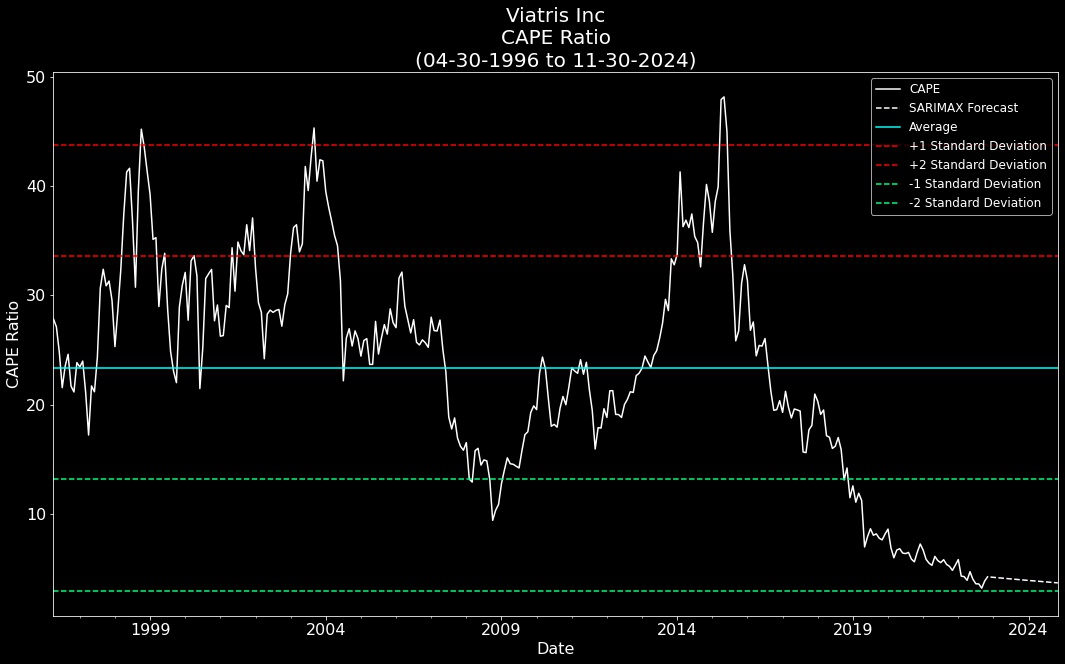 Viatris Inc
CAPE Ratio
(04-30-1996 to 11-30-2024)
CAPE
SARIMAX Forecast
Average
+1 Standard Deviation
+2 Standard Deviation
-1 Standard Deviation
-2 Standard Deviation
50
40
30
20
10
CAPE Ratio
1999 2004 2009 2014 2019 2024
Date